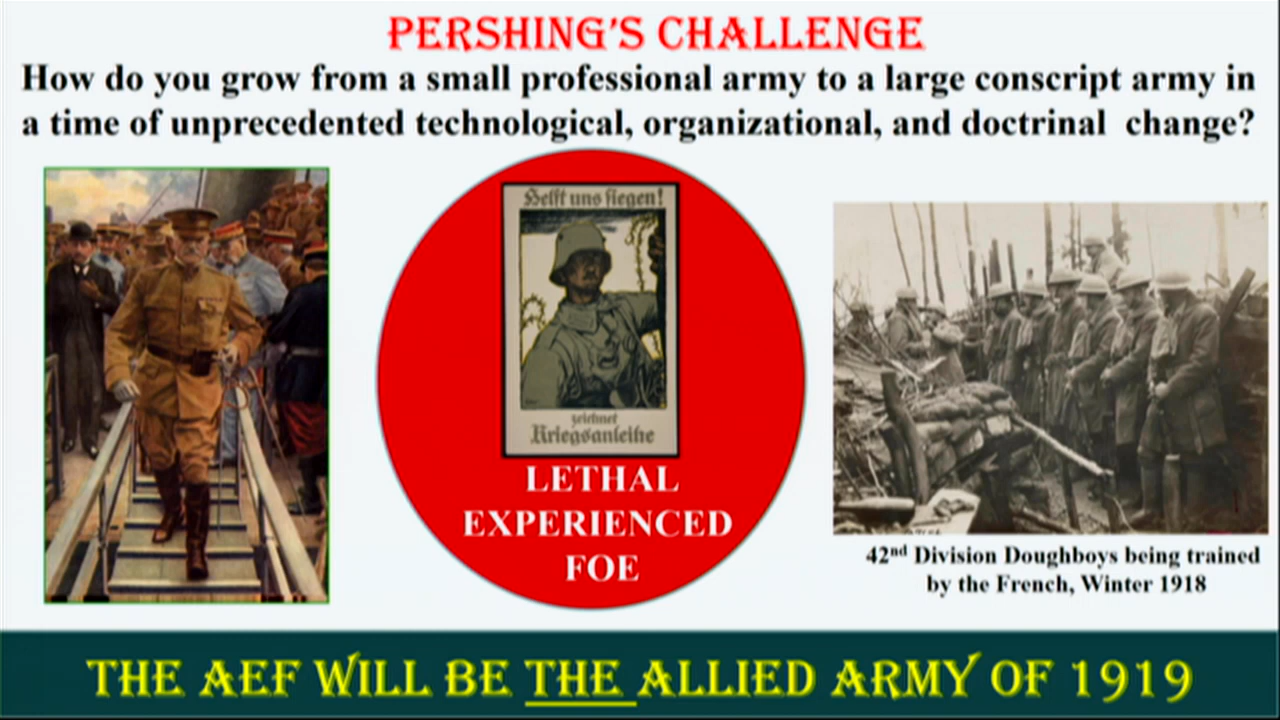 PERSHING'S CHALLENGE
How do you grow from a small professional army to a large conscript army in
a time of unprecedented technological, organizational, and doctrinal change?
Helft uns siegen!
zeichnet
Kriegsanleihe
LETHAL
EXPERIENCED
FOE
42nd Division Doughboys being trained
by the French, Winter 1918
THE AEF WILL BE THE ALLIED ARMY OF 1919